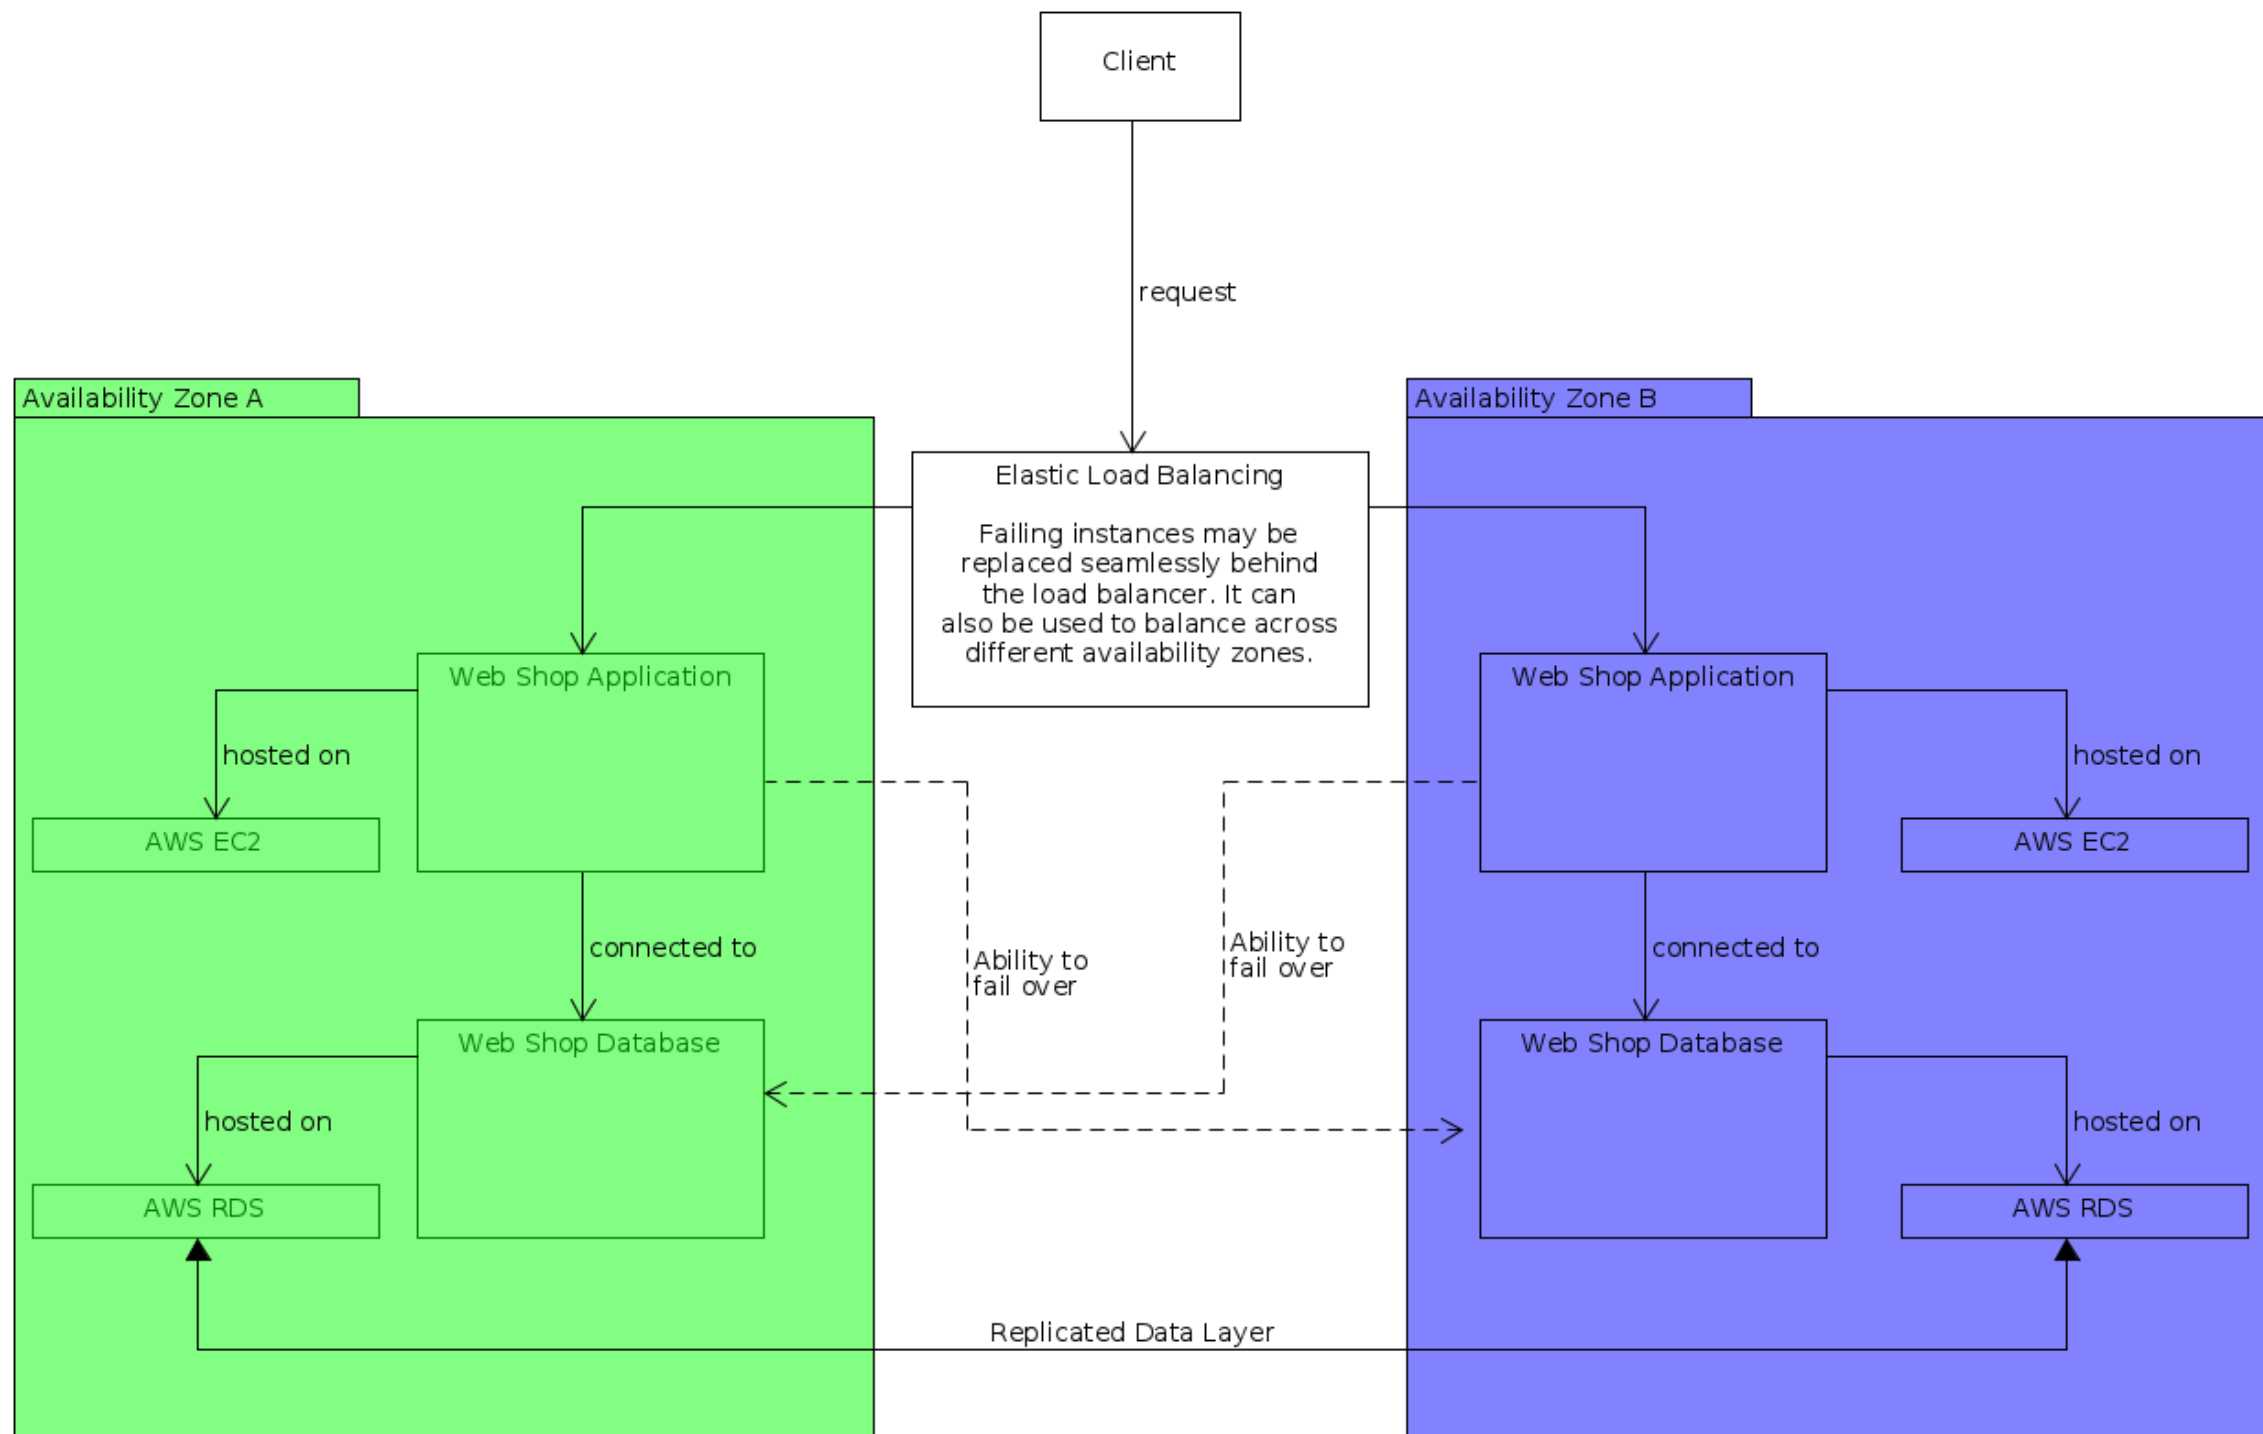 Client
request
Availability Zone A
Availability Zone B
Elastic Load Balancing
Failing instances may be
replaced seamlessly behind
the load balancer. It can
also be used to balance across
different availability zones.
Web Shop Application
Web Shop Application
hosted on
hosted on
AWS EC2
AWS EC2
connected to
Ability to
fail over
Ability to
fail over
connected to
Web Shop Database
Web Shop Database
hosted on
hosted on
AWS RDS
AWS RDS
Replicated Data Layer